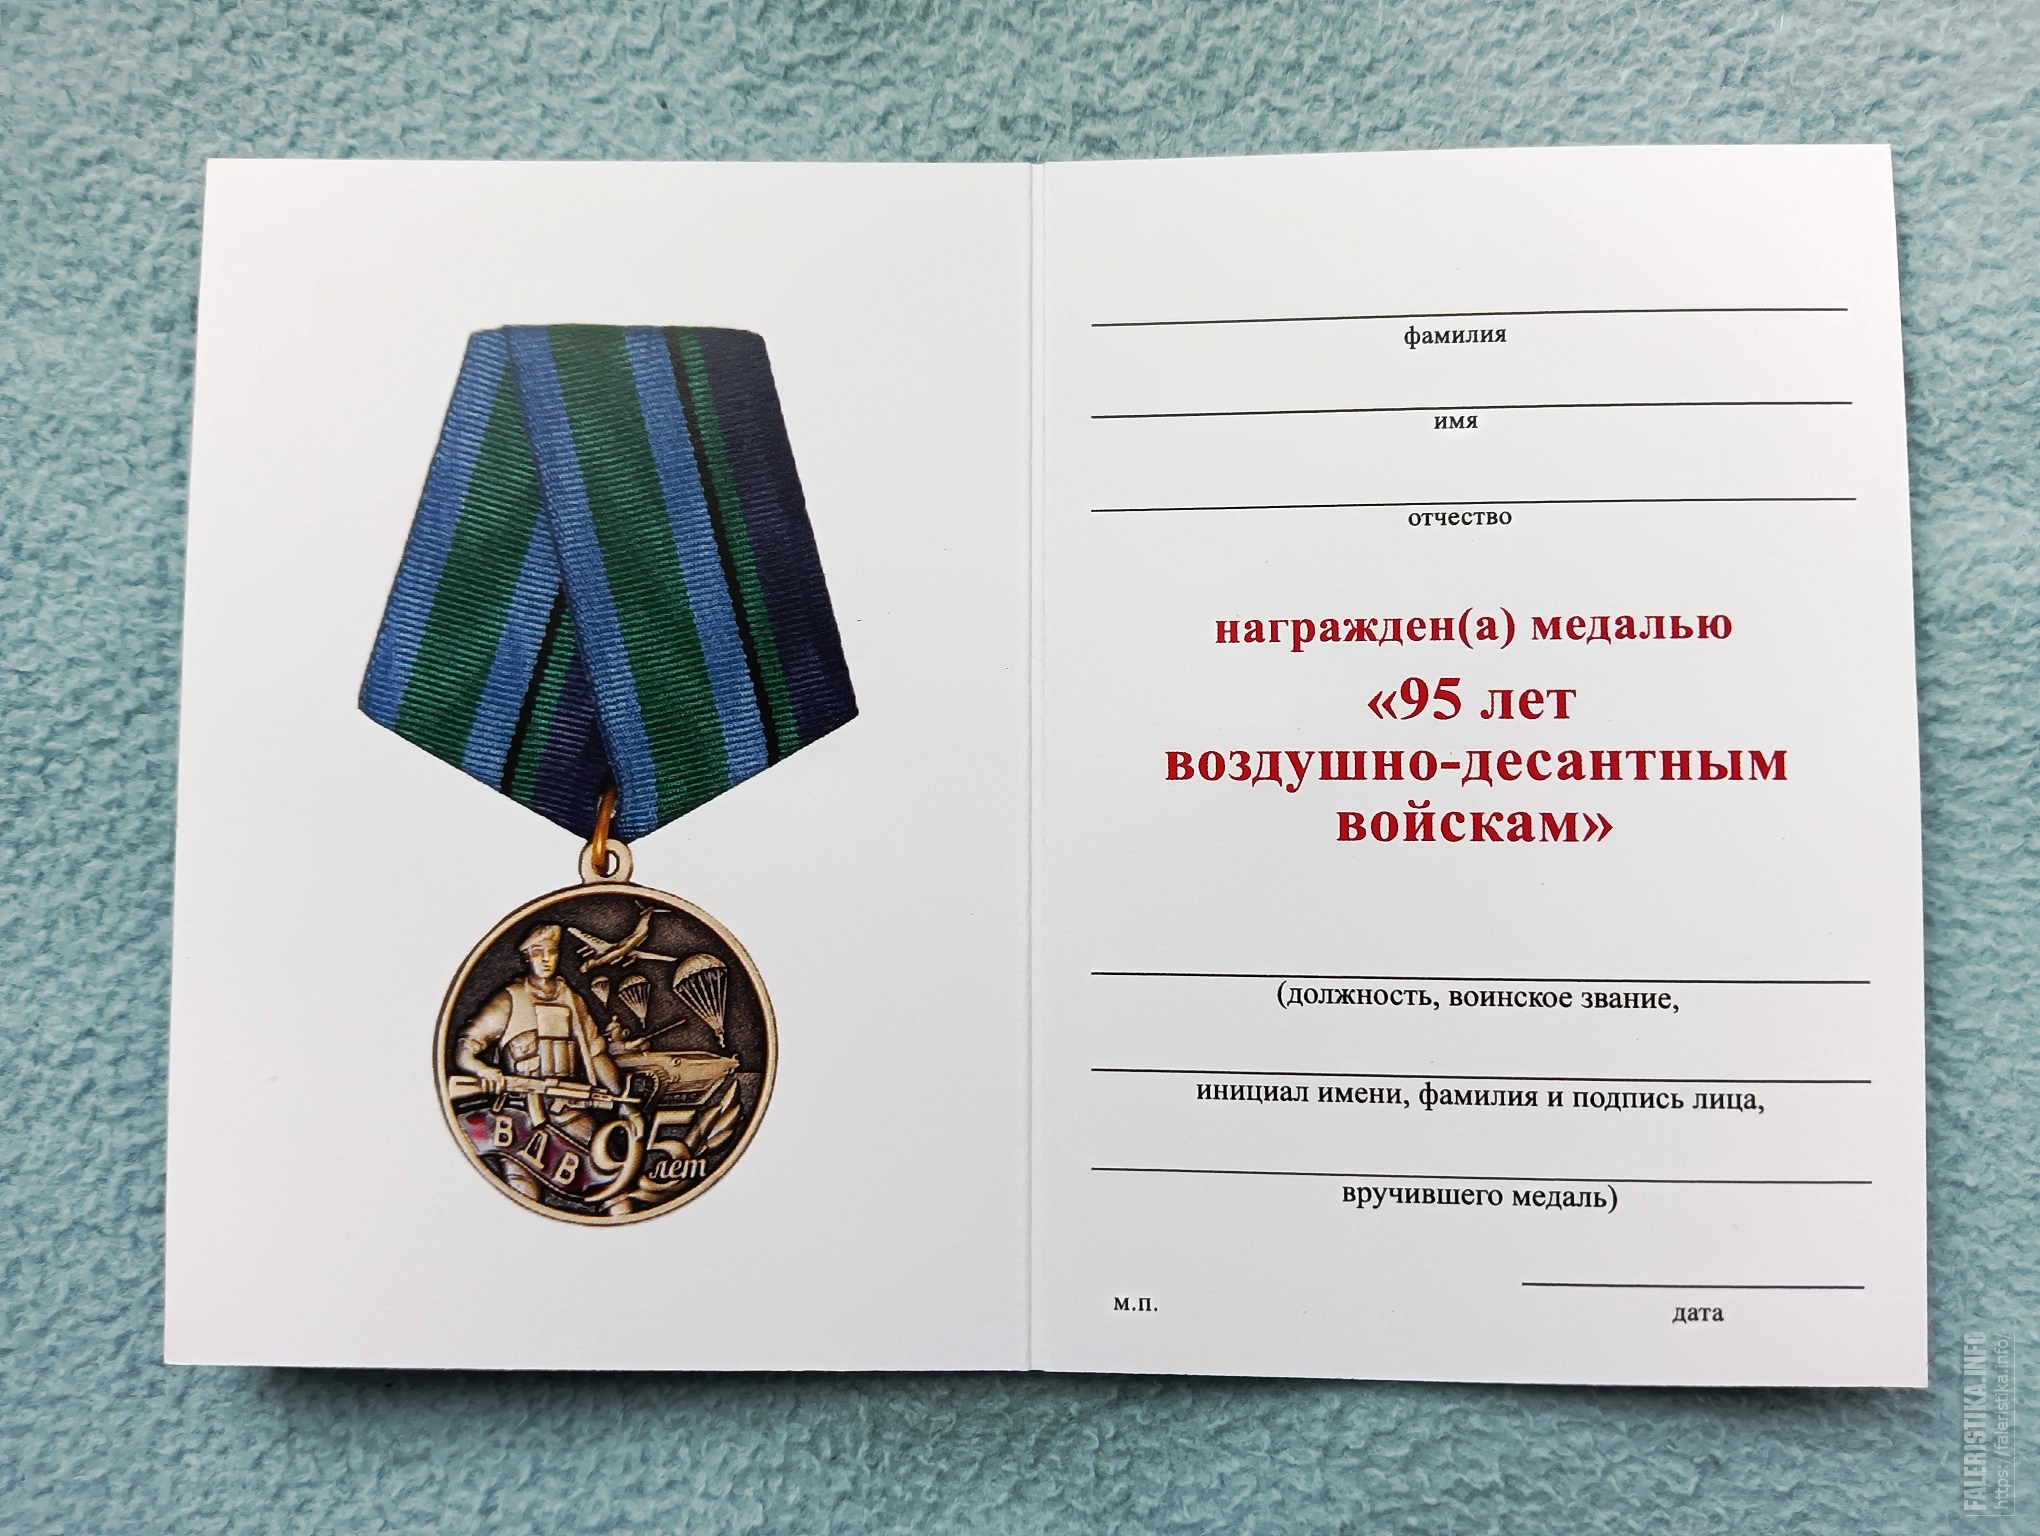 ВДВ 95
лет
фамилия
имя
отчество
награжден(а) медалью
«95 лет
воздушно-десантным
войскам»
(должность, воинское звание,
инициал имени, фамилия и подпись лица,
вручившего медаль)
м.п.
дата
FALERISTIKA.INFO
https://faleristika.info/